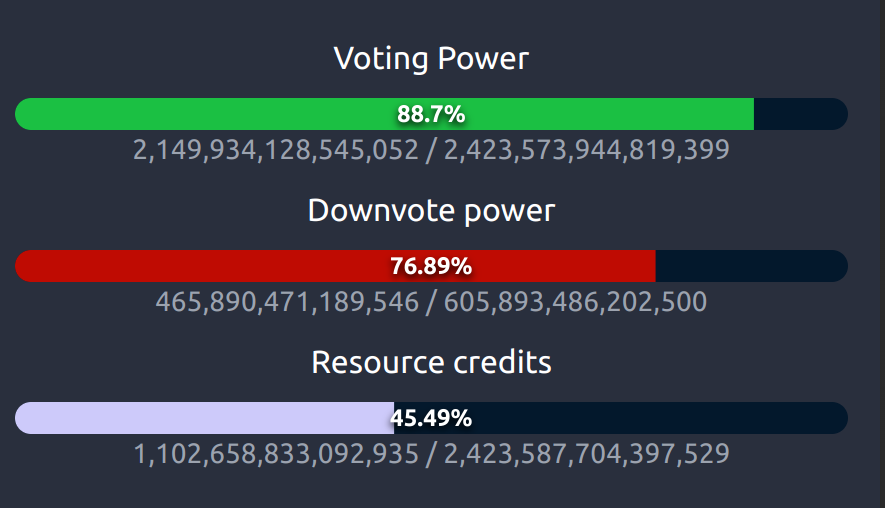 Voting Power
88.7%
2,149,934,128,545,052 / 2,423,573,944,819,399
Downvote power
76.89%
465,890,471,189,546 / 605,893,486,202,500
Resource credits
45.49%
1,102,658,833,092,935 / 2,423,587,704,397,529